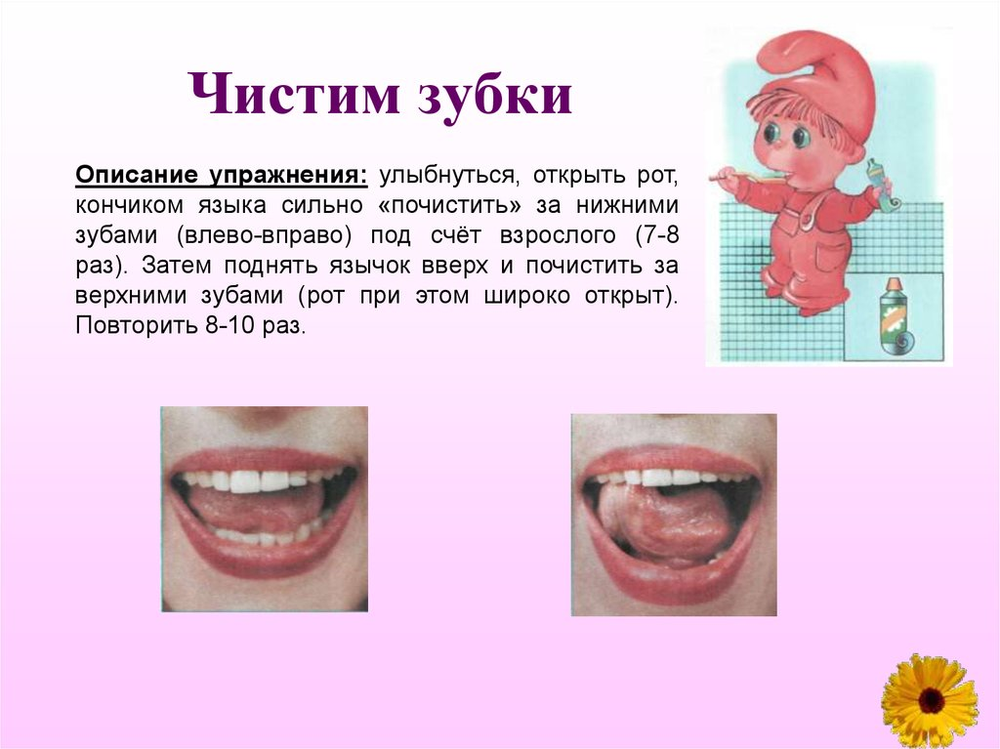 Чистим зубки
Описание упражнения: улыбнуться, открыть рот,
кончиком языка сильно «почистить» за нижними
зубами (влево-вправо) под счёт взрослого (7-8
раз). Затем поднять язычок вверх и почистить за
верхними зубами (рот при этом широко открыт).
Повторить 8-10 раз.